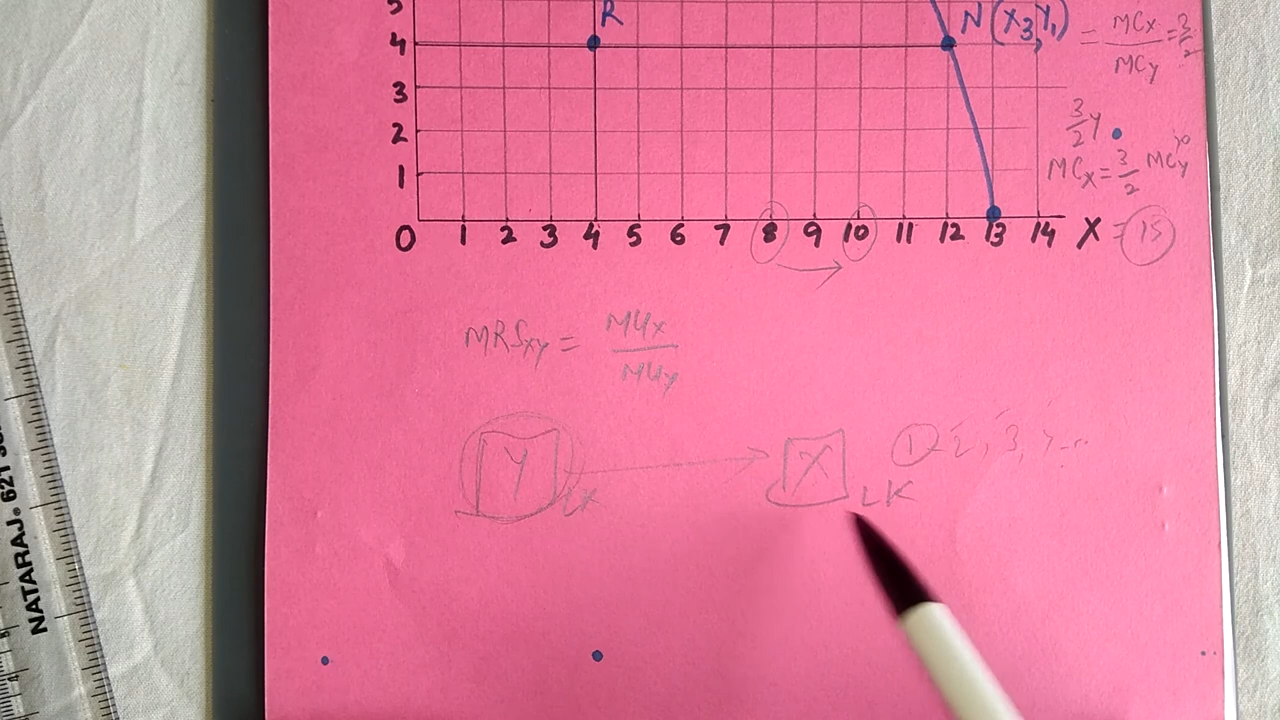 5 R
4 N(X3,Y1) = MCx/MCy = 3/2
3
2 3/2 Y
1 MCx = 3/2 MCy
0 1 2 3 4 5 6 7 8 9 10 11 12 13 14 X = 15
MRSxy = MUx/MUy
Y LK X LK 1 2, 3,
NATARAJ 621